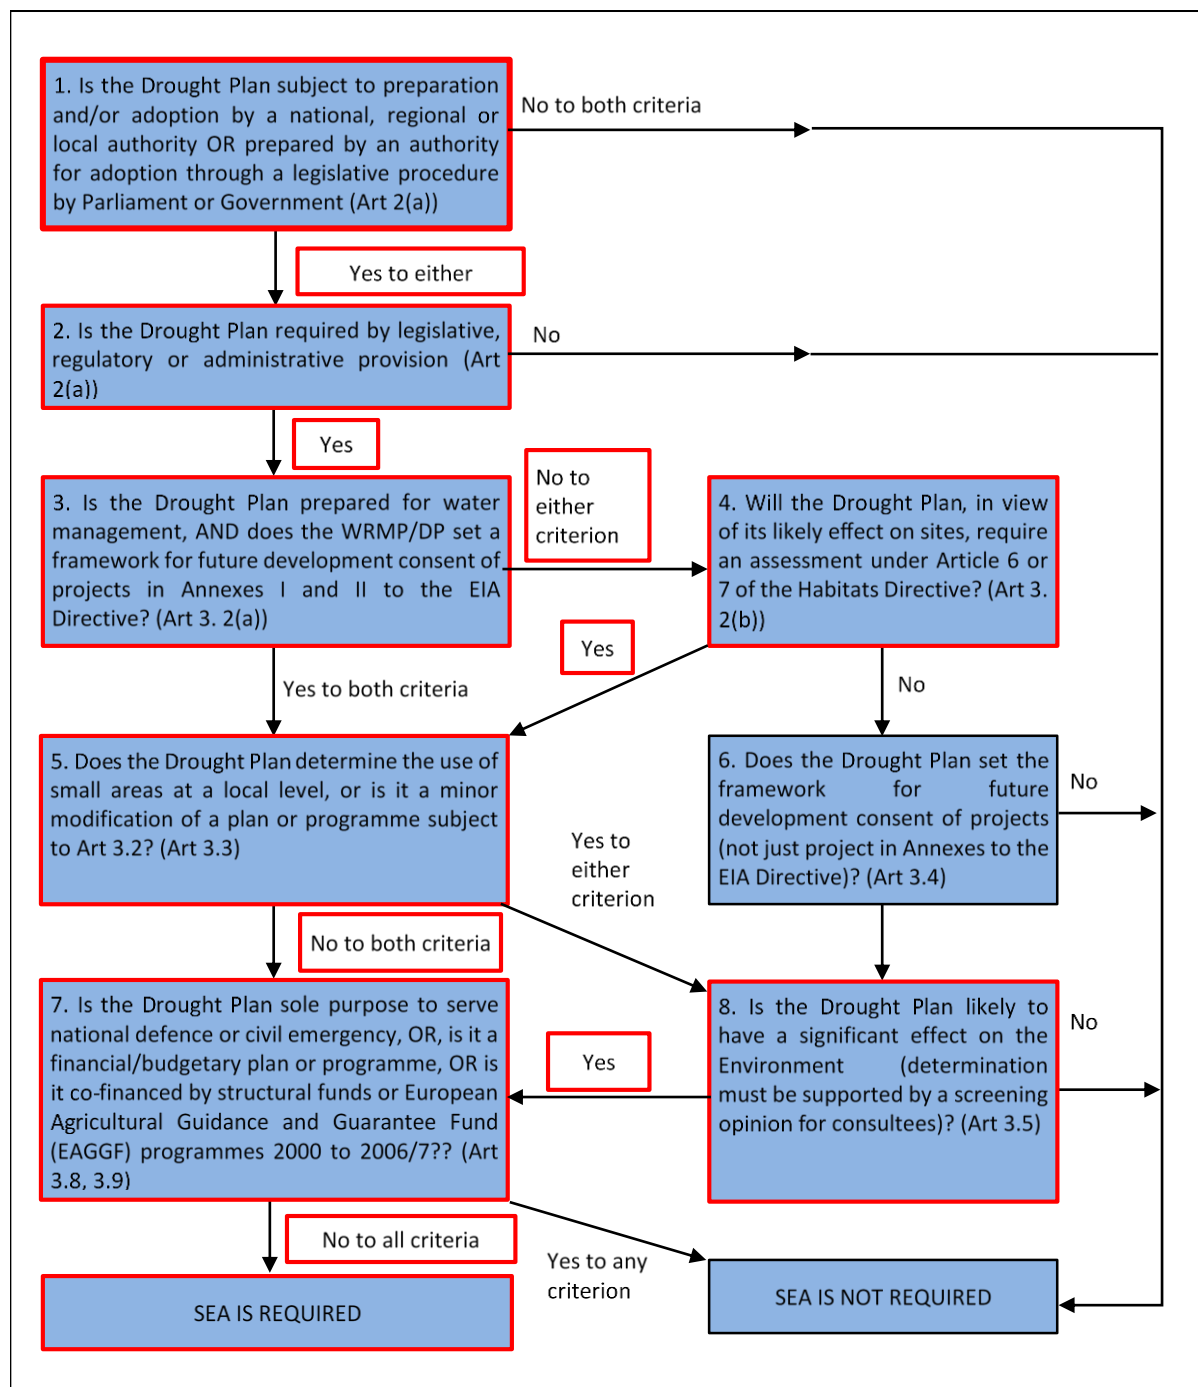 1. Is the Drought Plan subject to preparation
and/or adoption by a national, regional or
local authority OR prepared by an authority
for adoption through a legislative procedure
by Parliament or Government (Art 2(a))
No to both criteria
Yes to either
2. Is the Drought Plan required by legislative,
regulatory or administrative provision (Art
2(a))
No
Yes
3. Is the Drought Plan prepared for water
management, AND does the WRMP/DP set a
framework for future development consent of
projects in Annexes I and II to the EIA
Directive? (Art 3. 2(a))
No to
either
criterion
4. Will the Drought Plan, in view
of its likely effect on sites, require
an assessment under Article 6 or
7 of the Habitats Directive? (Art 3.
2(b))
Yes
Yes to both criteria
No
5. Does the Drought Plan determine the use of
small areas at a local level, or is it a minor
modification of a plan or programme subject
to Art 3.2? (Art 3.3)
6. Does the Drought Plan set the
framework for future
development consent of projects
(not just project in Annexes to the
EIA Directive)? (Art 3.4)
No
Yes to
either
criterion
No to both criteria
7. Is the Drought Plan sole purpose to serve
national defence or civil emergency, OR, is it a
financial/budgetary plan or programme, OR is
it co-financed by structural funds or European
Agricultural Guidance and Guarantee Fund
(EAGGF) programmes 2000 to 2006/7?? (Art
3.8, 3.9)
Yes
8. Is the Drought Plan likely to
have a significant effect on the
Environment (determination
must be supported by a screening
opinion for consultees)? (Art 3.5)
No
No to all criteria
Yes to any
criterion
SEA IS REQUIRED
SEA IS NOT REQUIRED